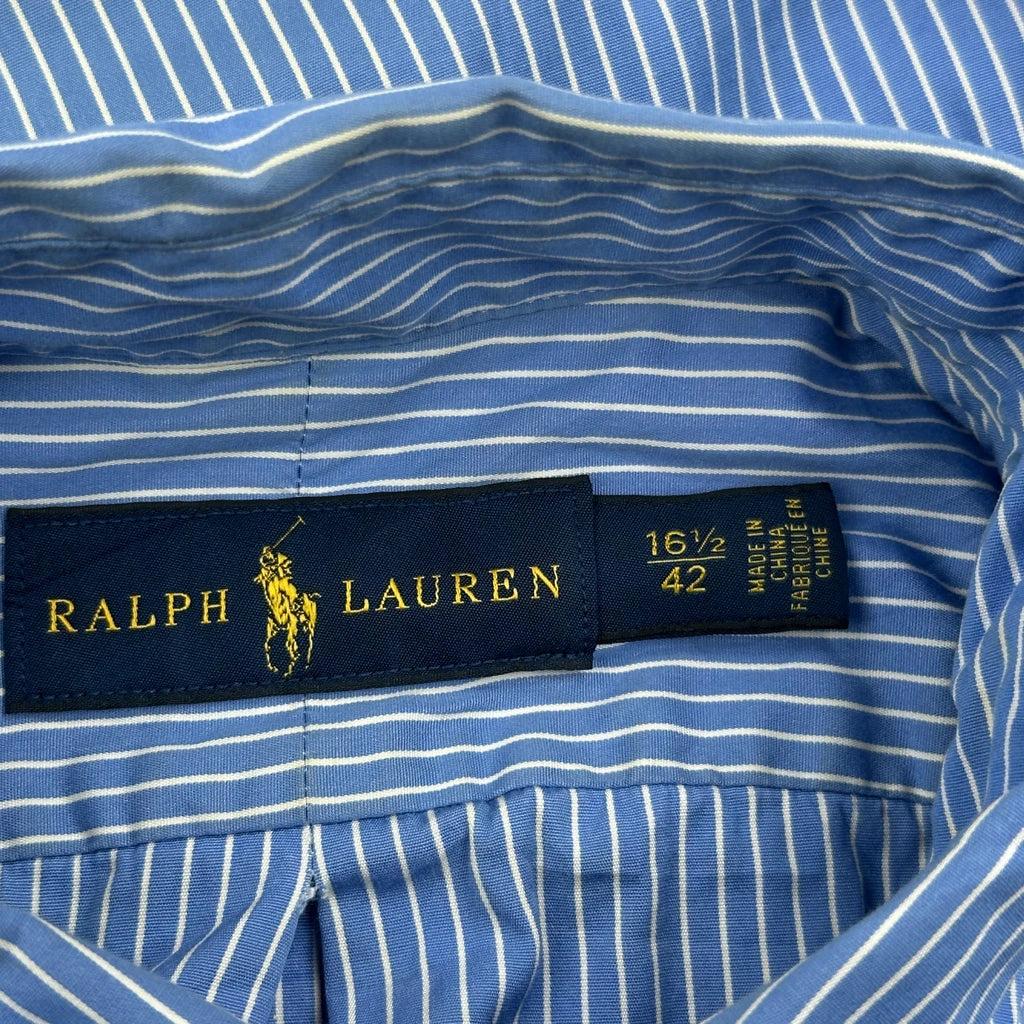 RALPH LAUREN
16½
42
MADE IN
CHINA
FABRIQUÉ EN
CHINE